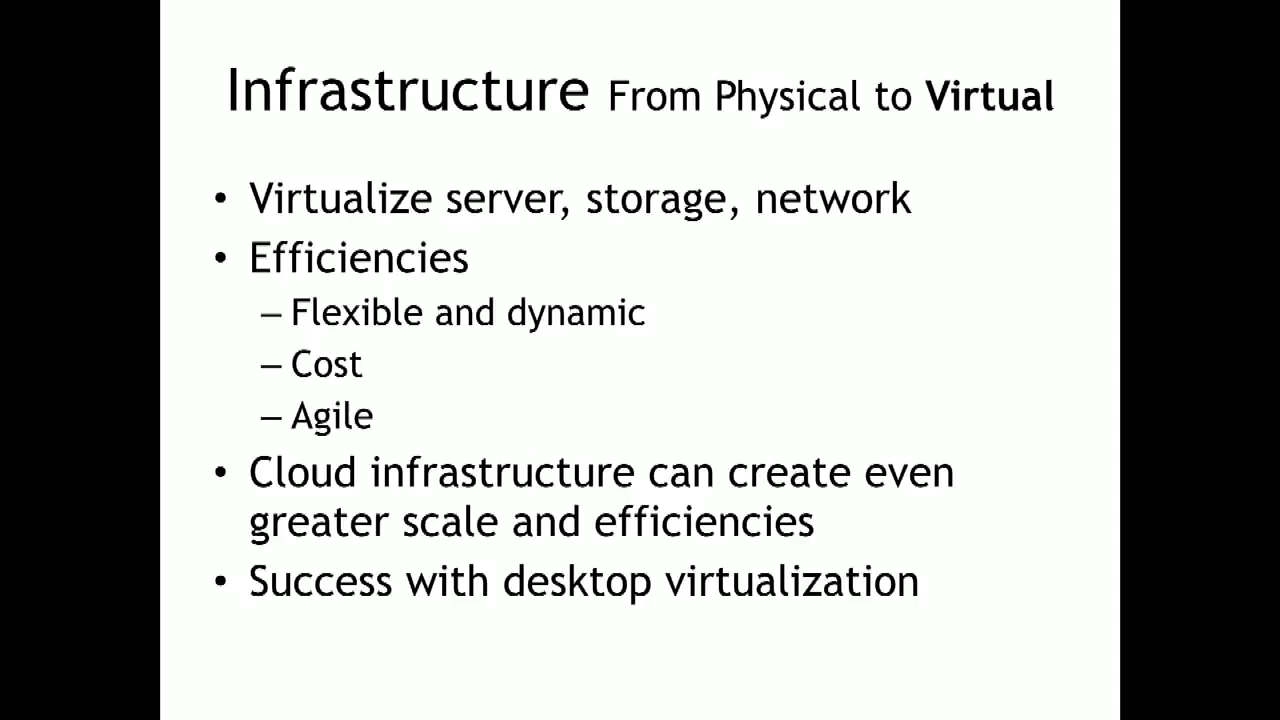 Infrastructure From Physical to Virtual
• Virtualize server, storage, network
• Efficiencies
– Flexible and dynamic
– Cost
– Agile
• Cloud infrastructure can create even
greater scale and efficiencies
• Success with desktop virtualization